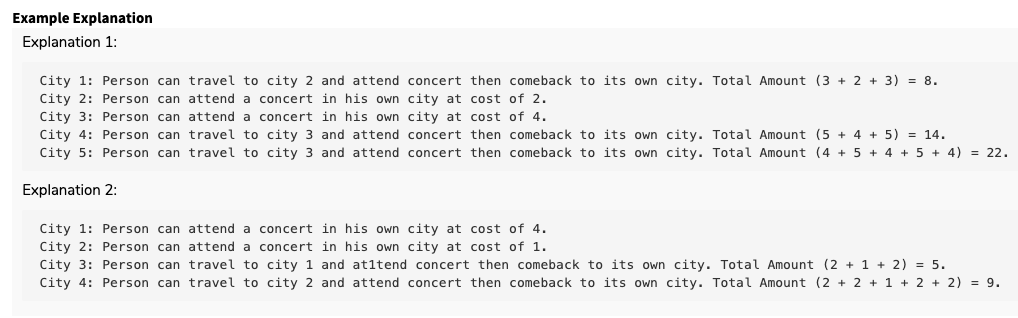 Example Explanation
Explanation 1:
City 1: Person can travel to city 2 and attend concert then comeback to its own city. Total Amount (3 + 2 + 3) = 8.
City 2: Person can attend a concert in his own city at cost of 2.
City 3: Person can attend a concert in his own city at cost of 4.
City 4: Person can travel to city 3 and attend concert then comeback to its own city. Total Amount (5 + 4 + 5) = 14.
City 5: Person can travel to city 3 and attend concert then comeback to its own city. Total Amount (4 + 5 + 4 + 5 + 4) = 22.
Explanation 2:
City 1: Person can attend a concert in his own city at cost of 4.
City 2: Person can attend a concert in his own city at cost of 1.
City 3: Person can travel to city 1 and at1tend concert then comeback to its own city. Total Amount (2 + 1 + 2) = 5.
City 4: Person can travel to city 2 and attend concert then comeback to its own city. Total Amount (2 + 2 + 1 + 2 + 2) = 9.